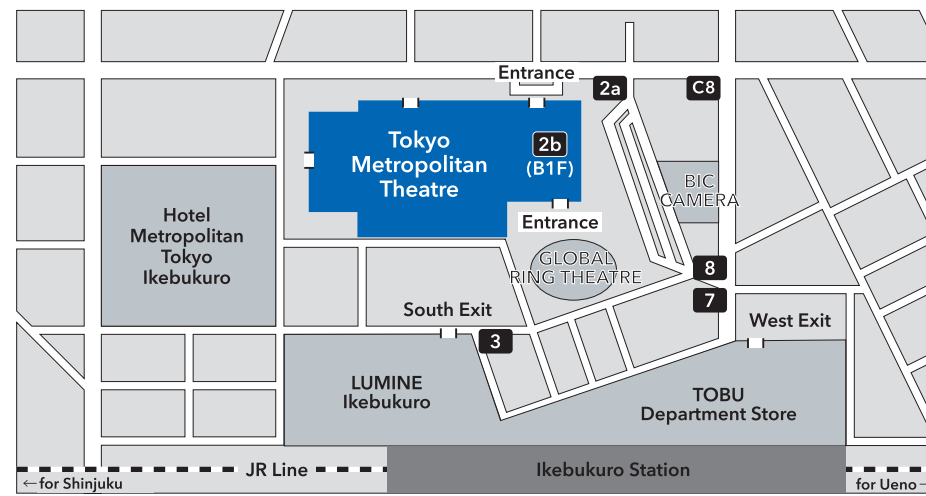 Entrance
2a
C8
Tokyo
Metropolitan
Theatre
2b
(B1F)
BIC
CAMERA
Hotel
Metropolitan
Tokyo
Ikebukuro
Entrance
GLOBAL
RING THEATRE
8
7
South Exit
3
West Exit
LUMINE
Ikebukuro
TOBU
Department Store
JR Line
Ikebukuro Station
←for Shinjuku
for Ueno→